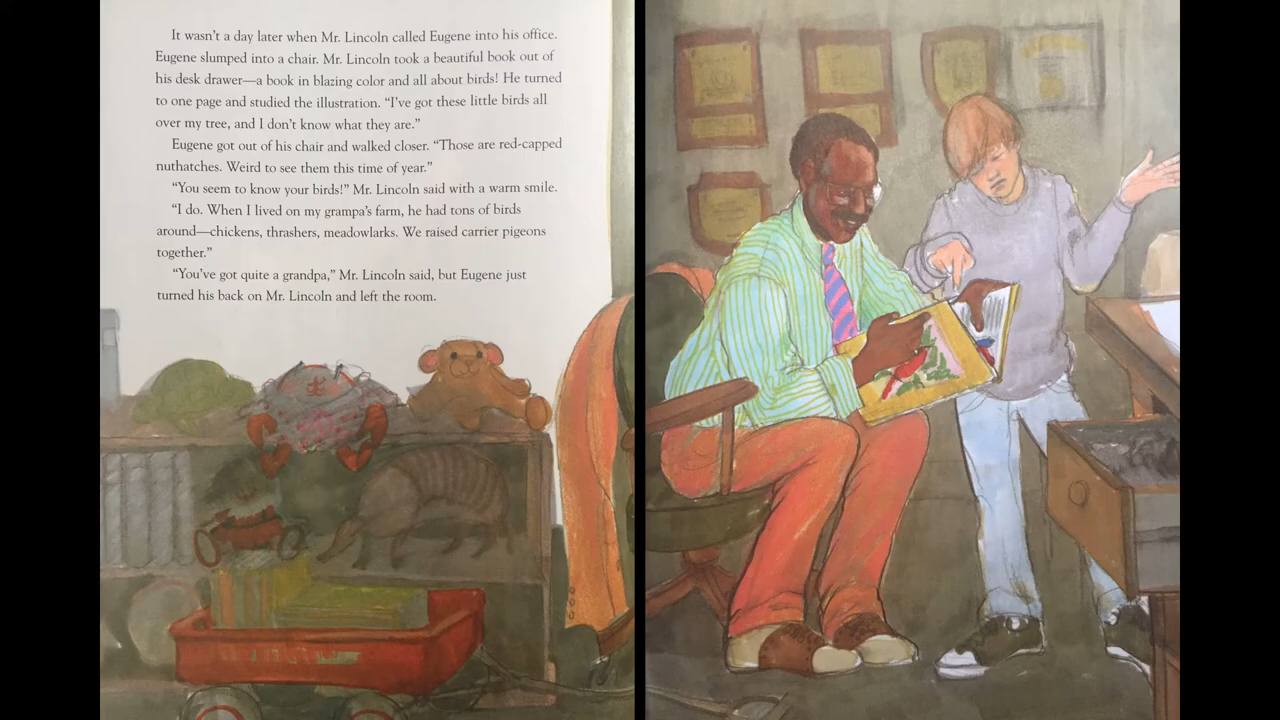 It wasn't a day later when Mr. Lincoln called Eugene into his office.
Eugene slumped into a chair. Mr. Lincoln took a beautiful book out of
his desk drawer—a book in blazing color and all about birds! He turned
to one page and studied the illustration. “I've got these little birds all
over my tree, and I don't know what they are.”
Eugene got out of his chair and walked closer. “Those are red-capped
nuthatches. Weird to see them this time of year.”
“You seem to know your birds!” Mr. Lincoln said with a warm smile.
“I do. When I lived on my grampa's farm, he had tons of birds
around—chickens, thrashers, meadowlarks. We raised carrier pigeons
together.”
“You've got quite a grandpa,” Mr. Lincoln said, but Eugene just
turned his back on Mr. Lincoln and left the room.